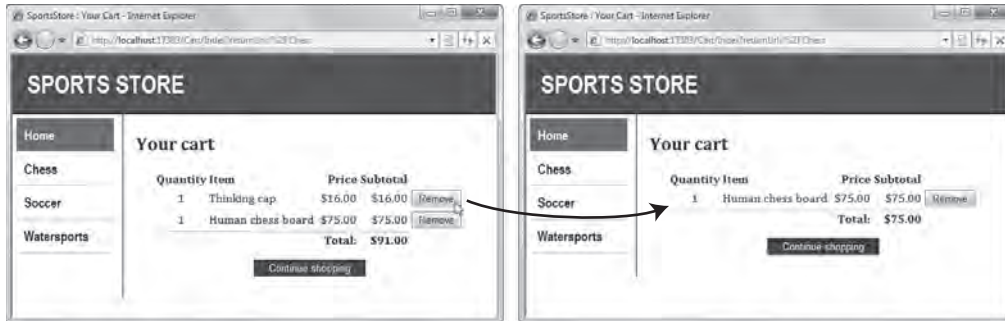 SportsStore : Your Cart - Internet Explorer
SPORTS STORE
Home
Chess
Soccer
Watersports
Your cart
Quantity Item Price Subtotal
1 Thinking cap $16.00 $16.00 Remove
1 Human chess board $75.00 $75.00 Remove
Total: $91.00
Continue shopping
SportsStore : Your Cart - Internet Explorer
SPORTS STORE
Home
Chess
Soccer
Watersports
Your cart
Quantity Item Price Subtotal
1 Human chess board $75.00 $75.00 Remove
Total: $75.00
Continue shopping